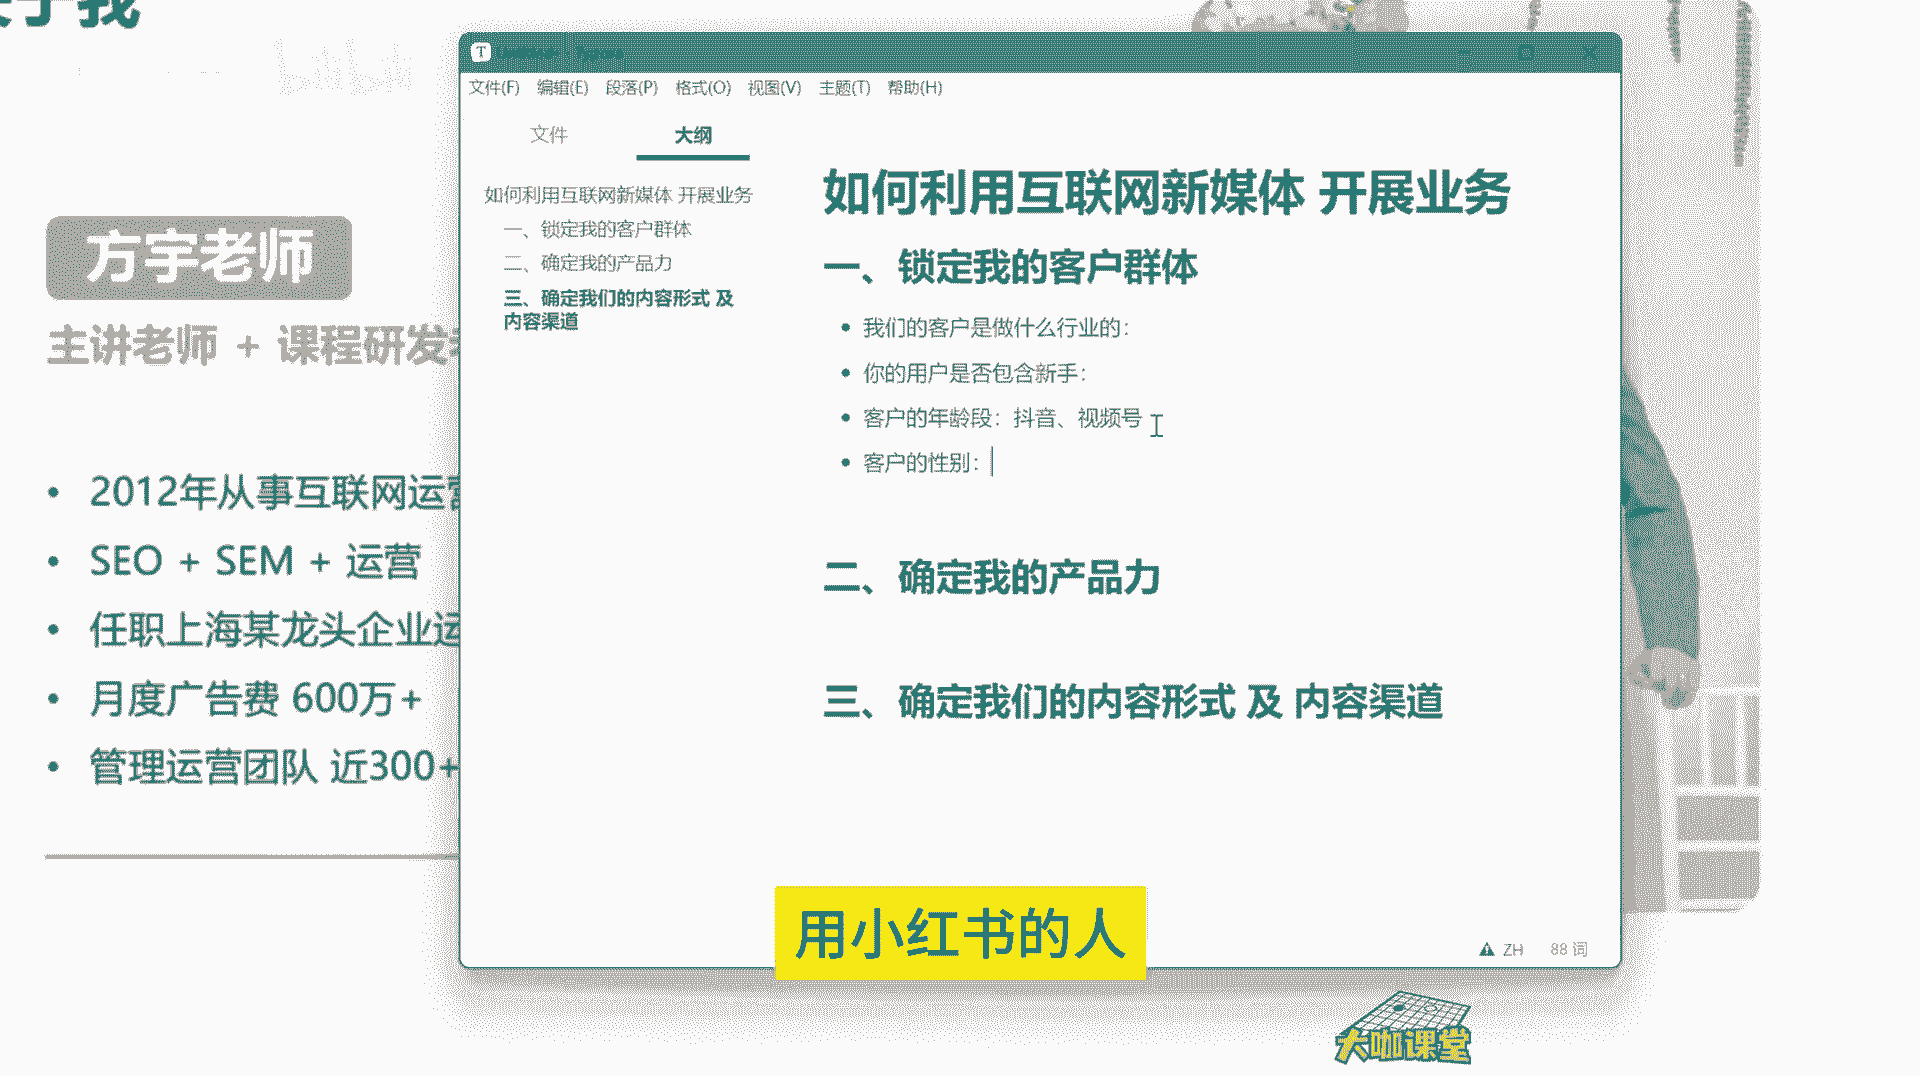 于我
bilibili
T
文件(F) 编辑(E) 段落(P) 格式(O) 视图(V) 主题(T) 帮助(H)
文件 大纲
如何利用互联网新媒体 开展业务
一、锁定我的客户群体
二、确定我的产品力
三、确定我们的内容形式 及
内容渠道
如何利用互联网新媒体 开展业务
一、锁定我的客户群体
我们的客户是做什么行业的：
你的用户是否包含新手：
客户的年龄段：抖音、视频号
客户的性别：
二、确定我的产品力
三、确定我们的内容形式 及 内容渠道
ZH 88 词
方宇老师
主讲老师 + 课程研发
2012年从事互联网运营
SEO + SEM + 运营
任职上海某龙头企业运
月度广告费 600万+
管理运营团队 近300+
用小红书的人
大咖课堂